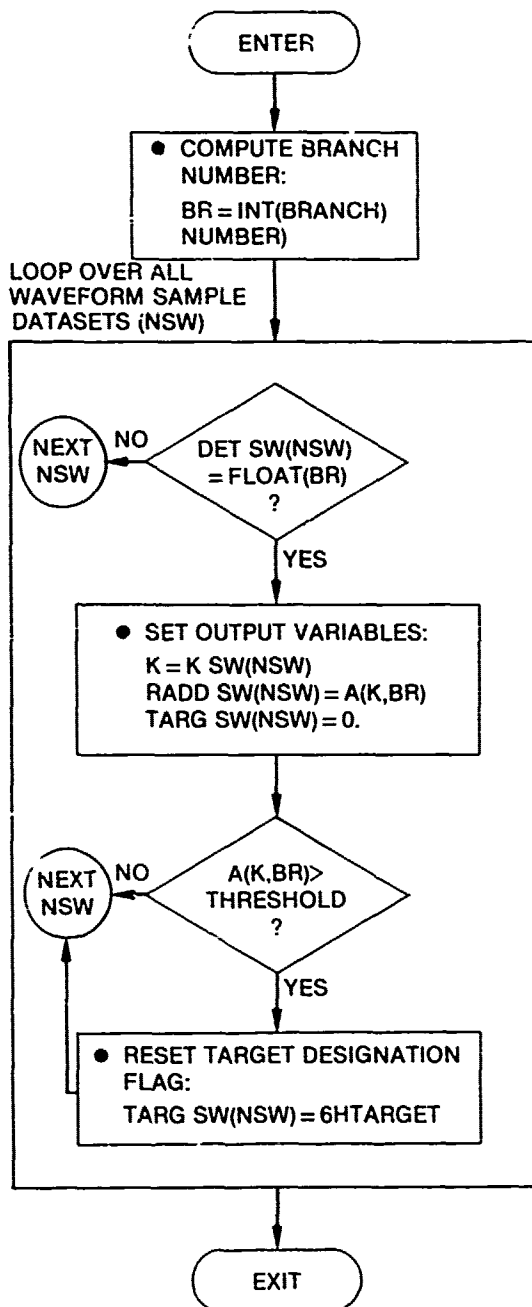 ENTER
● COMPUTE BRANCH
NUMBER:
BR = INT(BRANCH)
NUMBER)
LOOP OVER ALL
WAVEFORM SAMPLE
DATASETS (NSW)
DET SW(NSW)
= FLOAT(BR)
?
NO
NEXT
NSW
YES
● SET OUTPUT VARIABLES:
K = K SW(NSW)
RADD SW(NSW) = A(K,BR)
TARG SW(NSW) = 0.
A(K,BR)>
THRESHOLD
?
NO
NEXT
NSW
YES
● RESET TARGET DESIGNATION
FLAG:
TARG SW(NSW) = 6HTARGET
EXIT